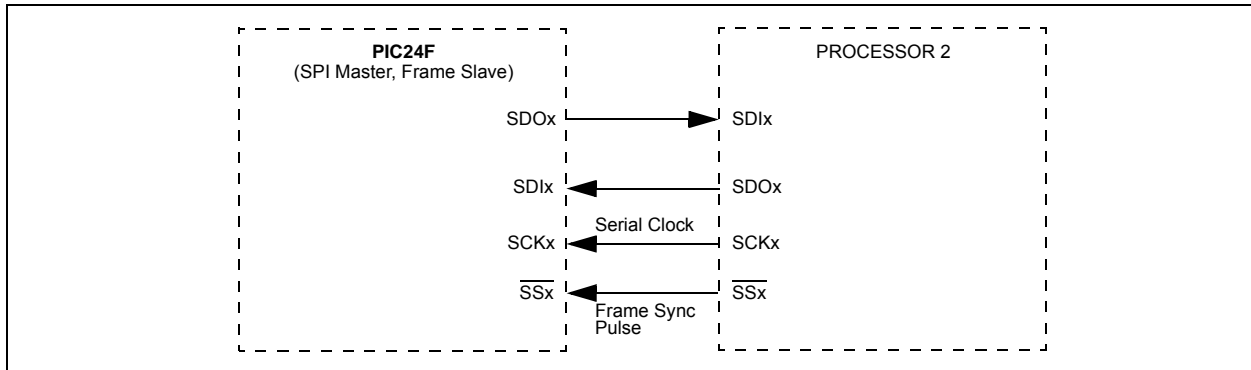 PIC24F
(SPI Master, Frame Slave)
PROCESSOR 2
SDOx
SDIx
SDIx
SDOx
Serial Clock
SCKx
SCKx
SSx
SSx
Frame Sync
Pulse